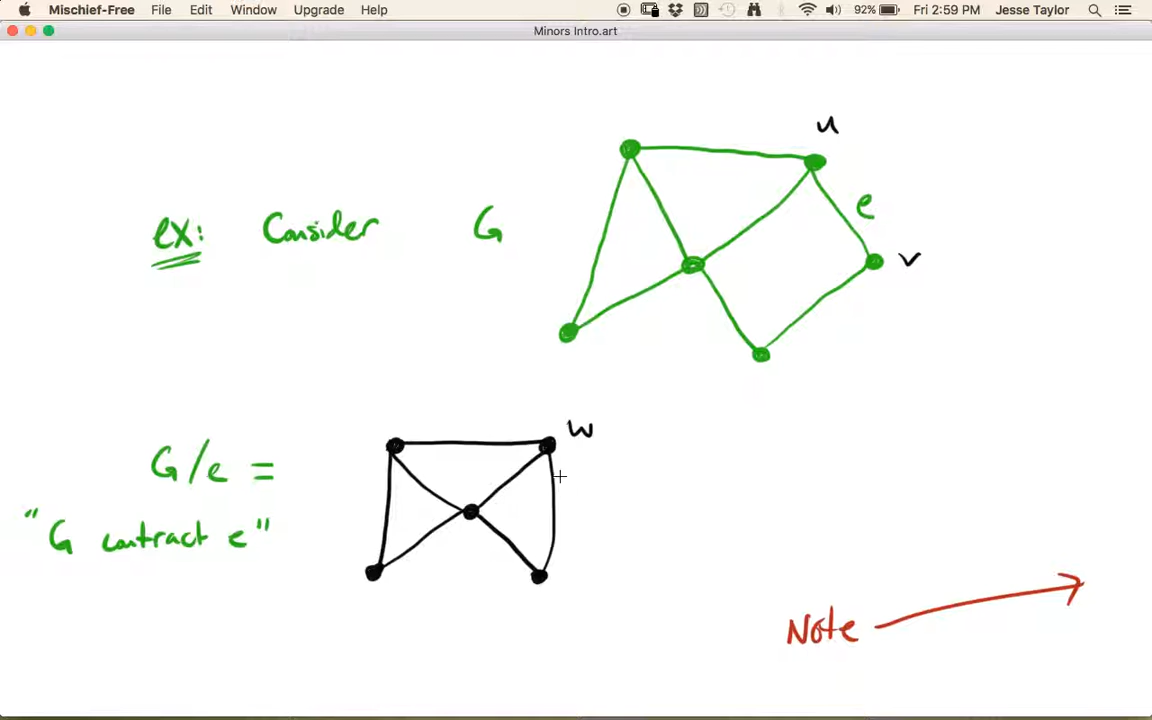 Mischief-Free File Edit Window Upgrade Help 92% Fri 2:59 PM Jesse Taylor
Minors Intro.art
u
e
ex: Consider G
v
w
G/e =
"G contract e"
Note